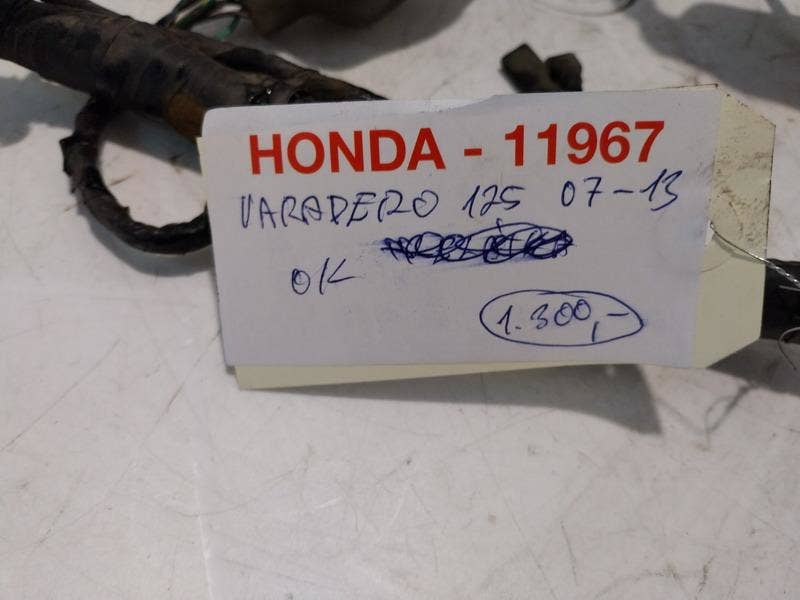 HONDA - 11967
VARADERO 125 07-13
OK
1.300,-